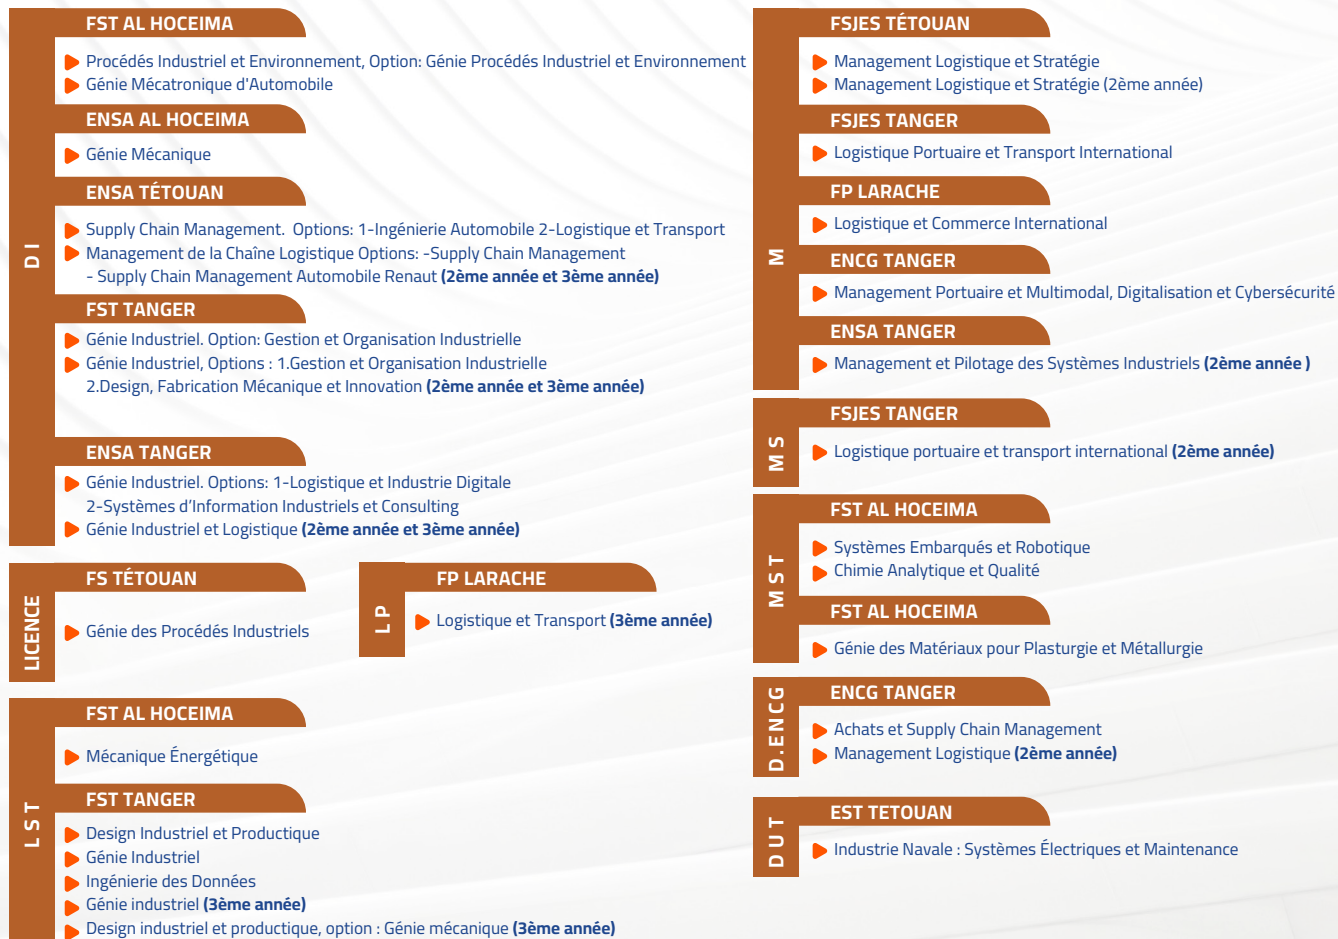 DI
FST AL HOCEIMA
Procédés Industriel et Environnement, Option: Génie Procédés Industriel et Environnement
Génie Mécatronique d'Automobile
ENSA AL HOCEIMA
Génie Mécanique
ENSA TÉTOUAN
Supply Chain Management. Options: 1-Ingénierie Automobile 2-Logistique et Transport
Management de la Chaîne Logistique Options: -Supply Chain Management
- Supply Chain Management Automobile Renaut (2ème année et 3ème année)
FST TANGER
Génie Industriel. Option: Gestion et Organisation Industrielle
Génie Industriel, Options : 1.Gestion et Organisation Industrielle
2.Design, Fabrication Mécanique et Innovation (2ème année et 3ème année)
ENSA TANGER
Génie Industriel. Options: 1-Logistique et Industrie Digitale
2-Systèmes d’Information Industriels et Consulting
Génie Industriel et Logistique (2ème année et 3ème année)
LICENCE
FS TÉTOUAN
Génie des Procédés Industriels
LP
FP LARACHE
Logistique et Transport (3ème année)
LST
FST AL HOCEIMA
Mécanique Énergétique
FST TANGER
Design Industriel et Productique
Génie Industriel
Ingénierie des Données
Génie industriel (3ème année)
Design industriel et productique, option : Génie mécanique (3ème année)
M
FSJES TÉTOUAN
Management Logistique et Stratégie
Management Logistique et Stratégie (2ème année)
FSJES TANGER
Logistique Portuaire et Transport International
FP LARACHE
Logistique et Commerce International
ENCG TANGER
Management Portuaire et Multimodal, Digitalisation et Cybersécurité
ENSA TANGER
Management et Pilotage des Systèmes Industriels (2ème année )
MS
FSJES TANGER
Logistique portuaire et transport international (2ème année)
MST
FST AL HOCEIMA
Systèmes Embarqués et Robotique
Chimie Analytique et Qualité
FST AL HOCEIMA
Génie des Matériaux pour Plasturgie et Métallurgie
D.ENCG
ENCG TANGER
Achats et Supply Chain Management
Management Logistique (2ème année)
DUT
EST TETOUAN
Industrie Navale : Systèmes Électriques et Maintenance